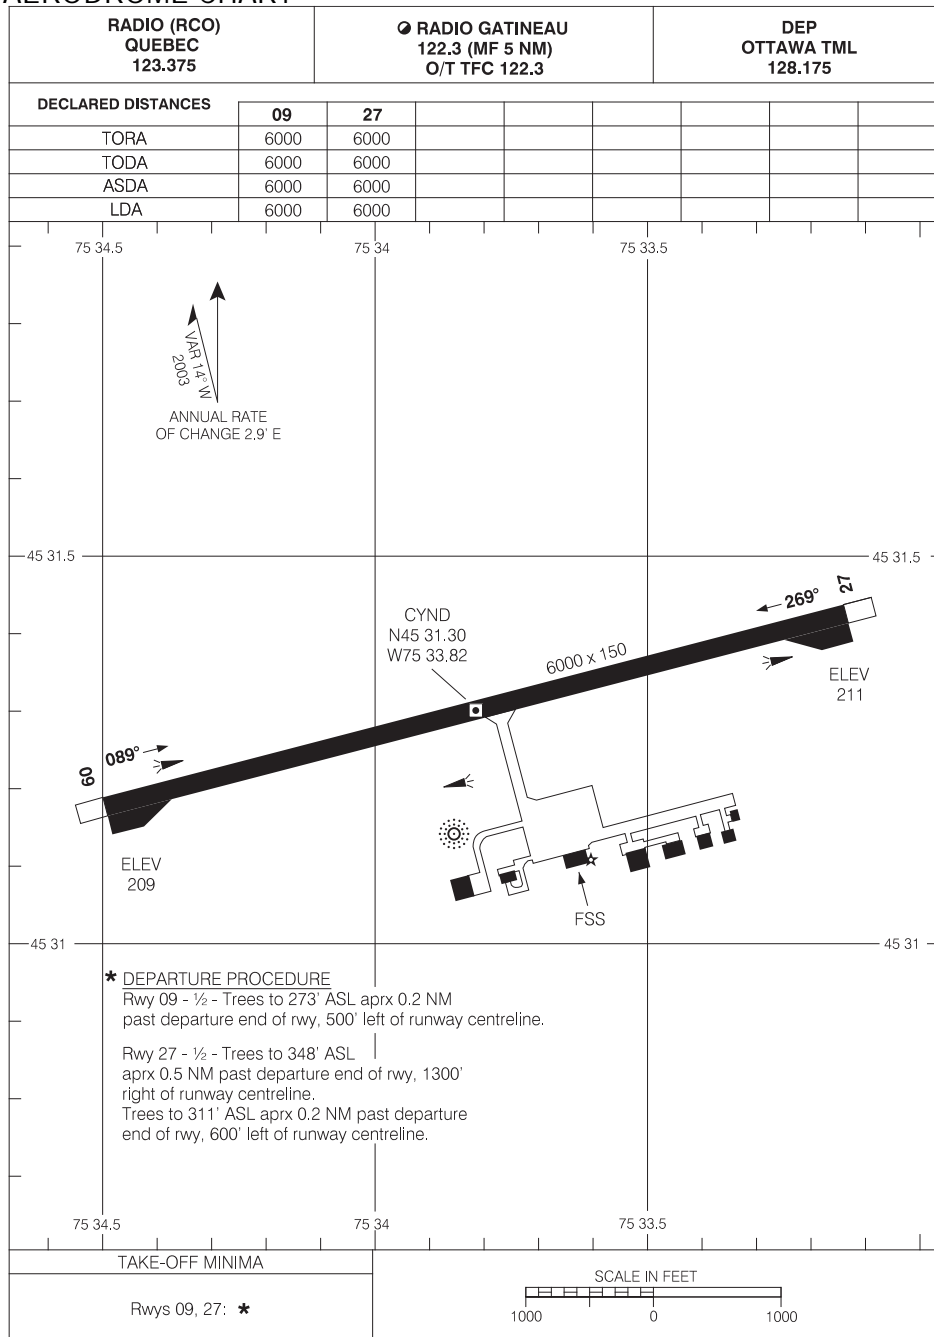 AERODROME CHART
RADIO (RCO)
QUEBEC
123.375
RADIO GATINEAU
122.3 (MF 5 NM)
O/T TFC 122.3
DEP
OTTAWA TML
128.175
DECLARED DISTANCES
09 27
TORA 6000 6000
TODA 6000 6000
ASDA 6000 6000
LDA 6000 6000
75 34.5 75 34 75 33.5
VAR 14° W
2003
ANNUAL RATE
OF CHANGE 2.9' E
45 31.5 45 31.5
27
269°
CYND
N45 31.30
W75 33.82
6000 x 150
ELEV
211
089°
09
ELEV
209
FSS
45 31 45 31
* DEPARTURE PROCEDURE
Rwy 09 - ½ - Trees to 273' ASL aprx 0.2 NM
past departure end of rwy, 500' left of runway centreline.
Rwy 27 - ½ - Trees to 348' ASL
aprx 0.5 NM past departure end of rwy, 1300'
right of runway centreline.
Trees to 311' ASL aprx 0.2 NM past departure
end of rwy, 600' left of runway centreline.
75 34.5 75 34 75 33.5
TAKE-OFF MINIMA
Rwys 09, 27: *
SCALE IN FEET
1000 0 1000